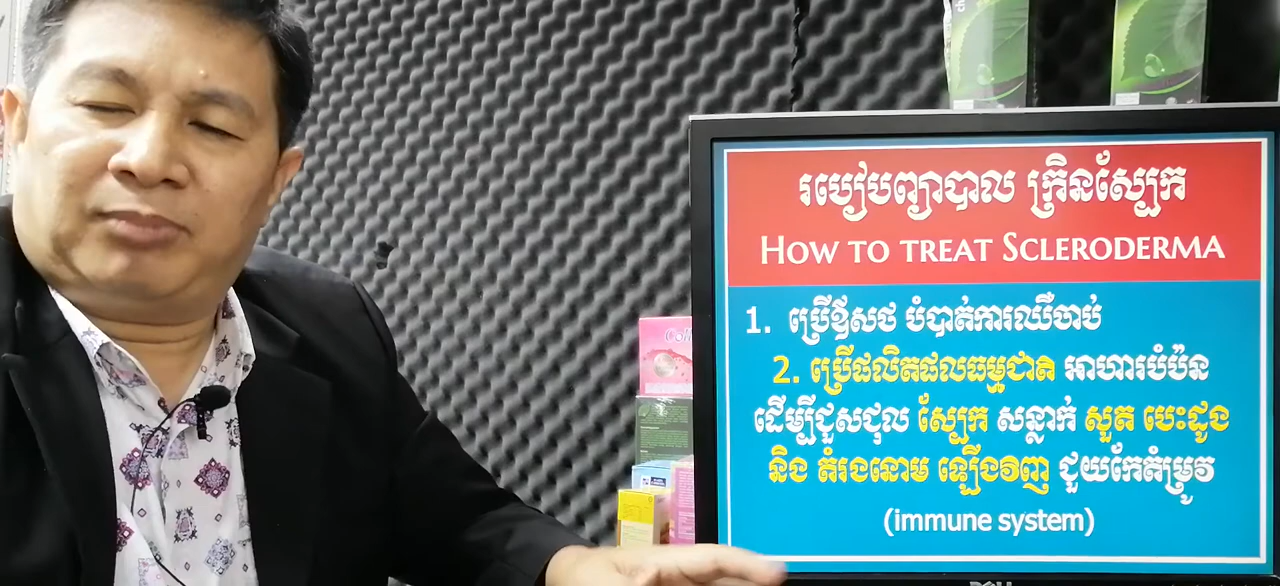 របៀបព្យាបាល ក្រិនស្បែក
How to treat Scleroderma
1. ប្រើឱសថ បំបាត់ការឈឺចាប់
2. ប្រើផលិតផលធម្មជាតិ អាហារបំប៉ន
ដើម្បីជួសជុល ស្បែក សន្លាក់ សួត បេះដូង
និង តំរងនោម ឡើងវិញ ជួយកែតំម្រូវ
(immune system)